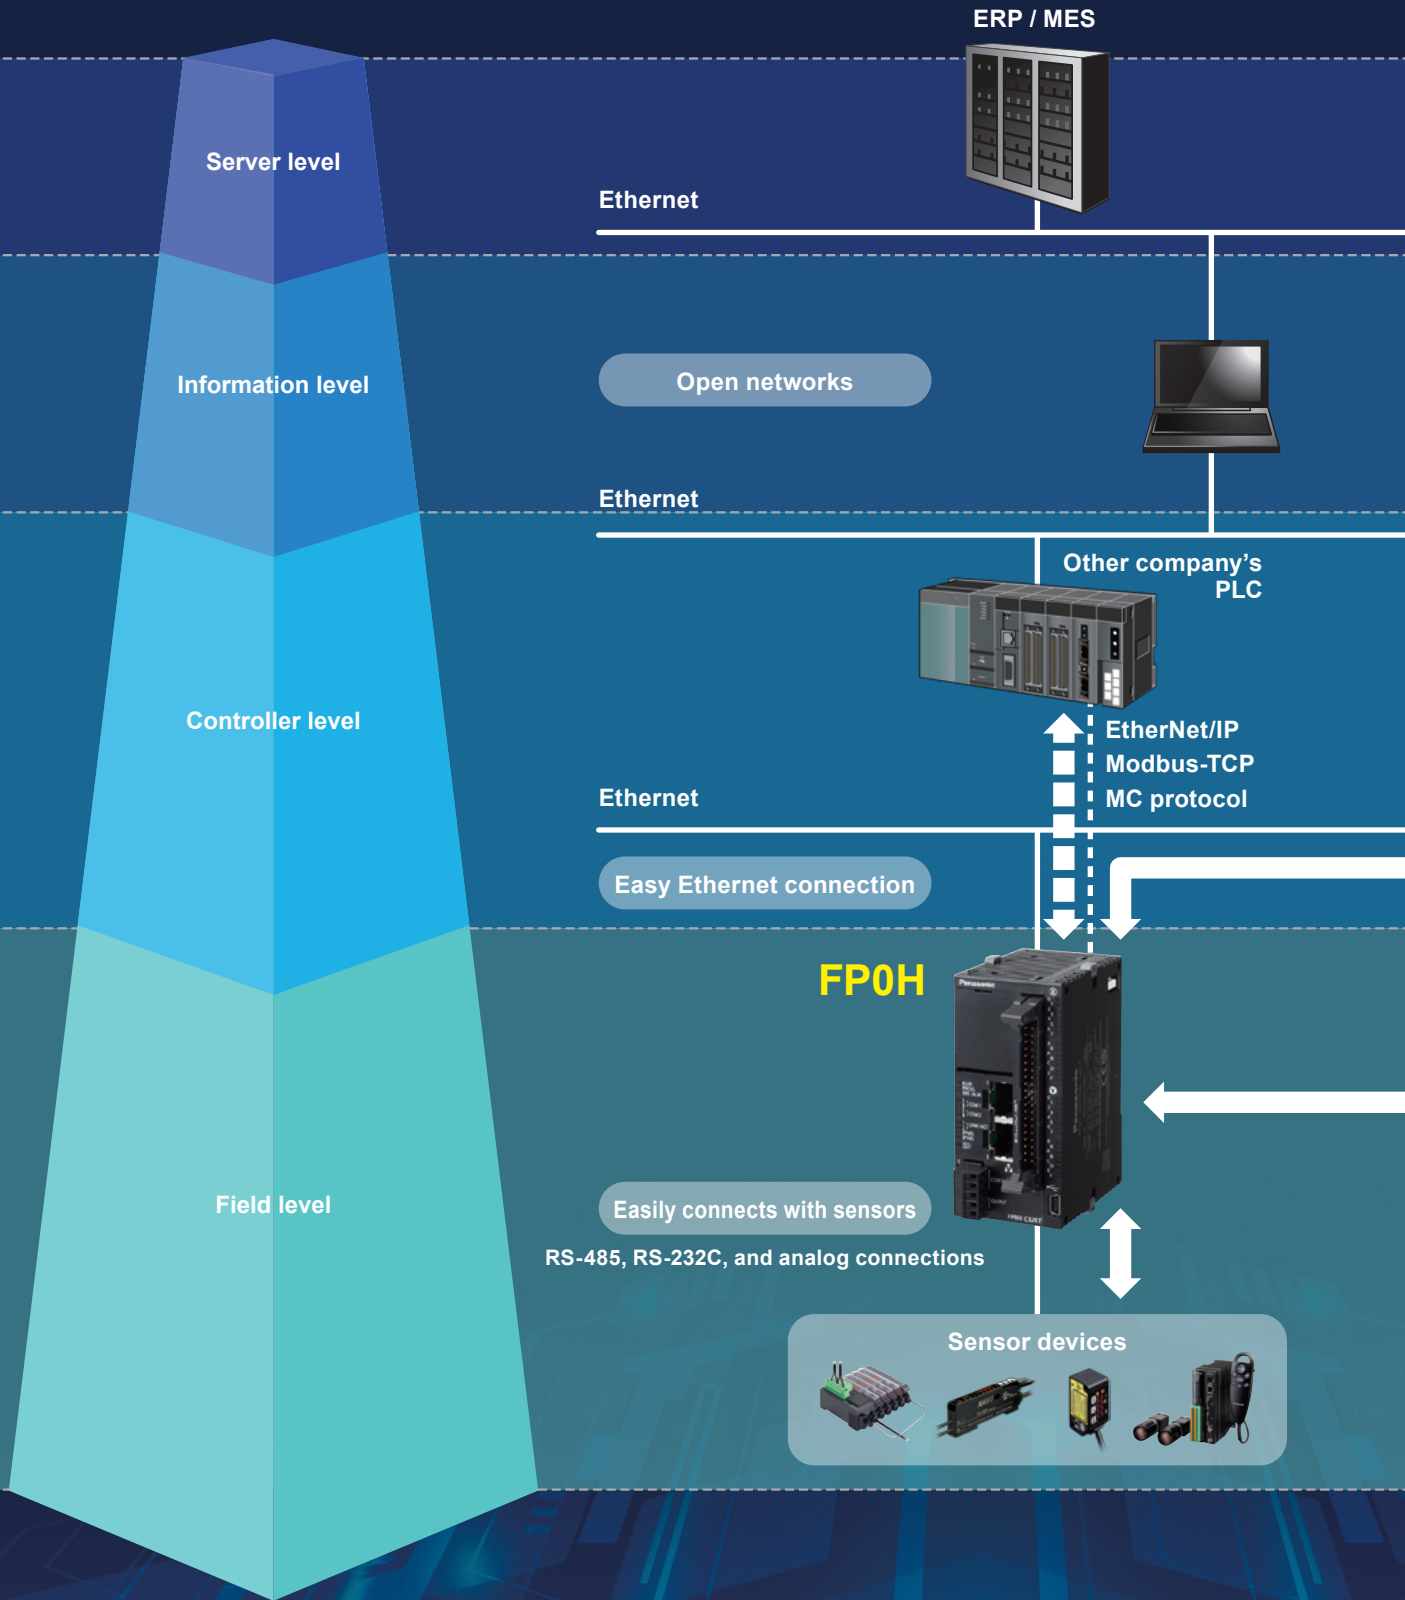 ERP / MES
Server level
Ethernet
Information level
Open networks
Ethernet
Other company’s
PLC
Controller level
EtherNet/IP
Modbus-TCP
MC protocol
Ethernet
Easy Ethernet connection
FP0H
Panasonic
Panasonic
Field level
Easily connects with sensors
RS-485, RS-232C, and analog connections
Sensor devices